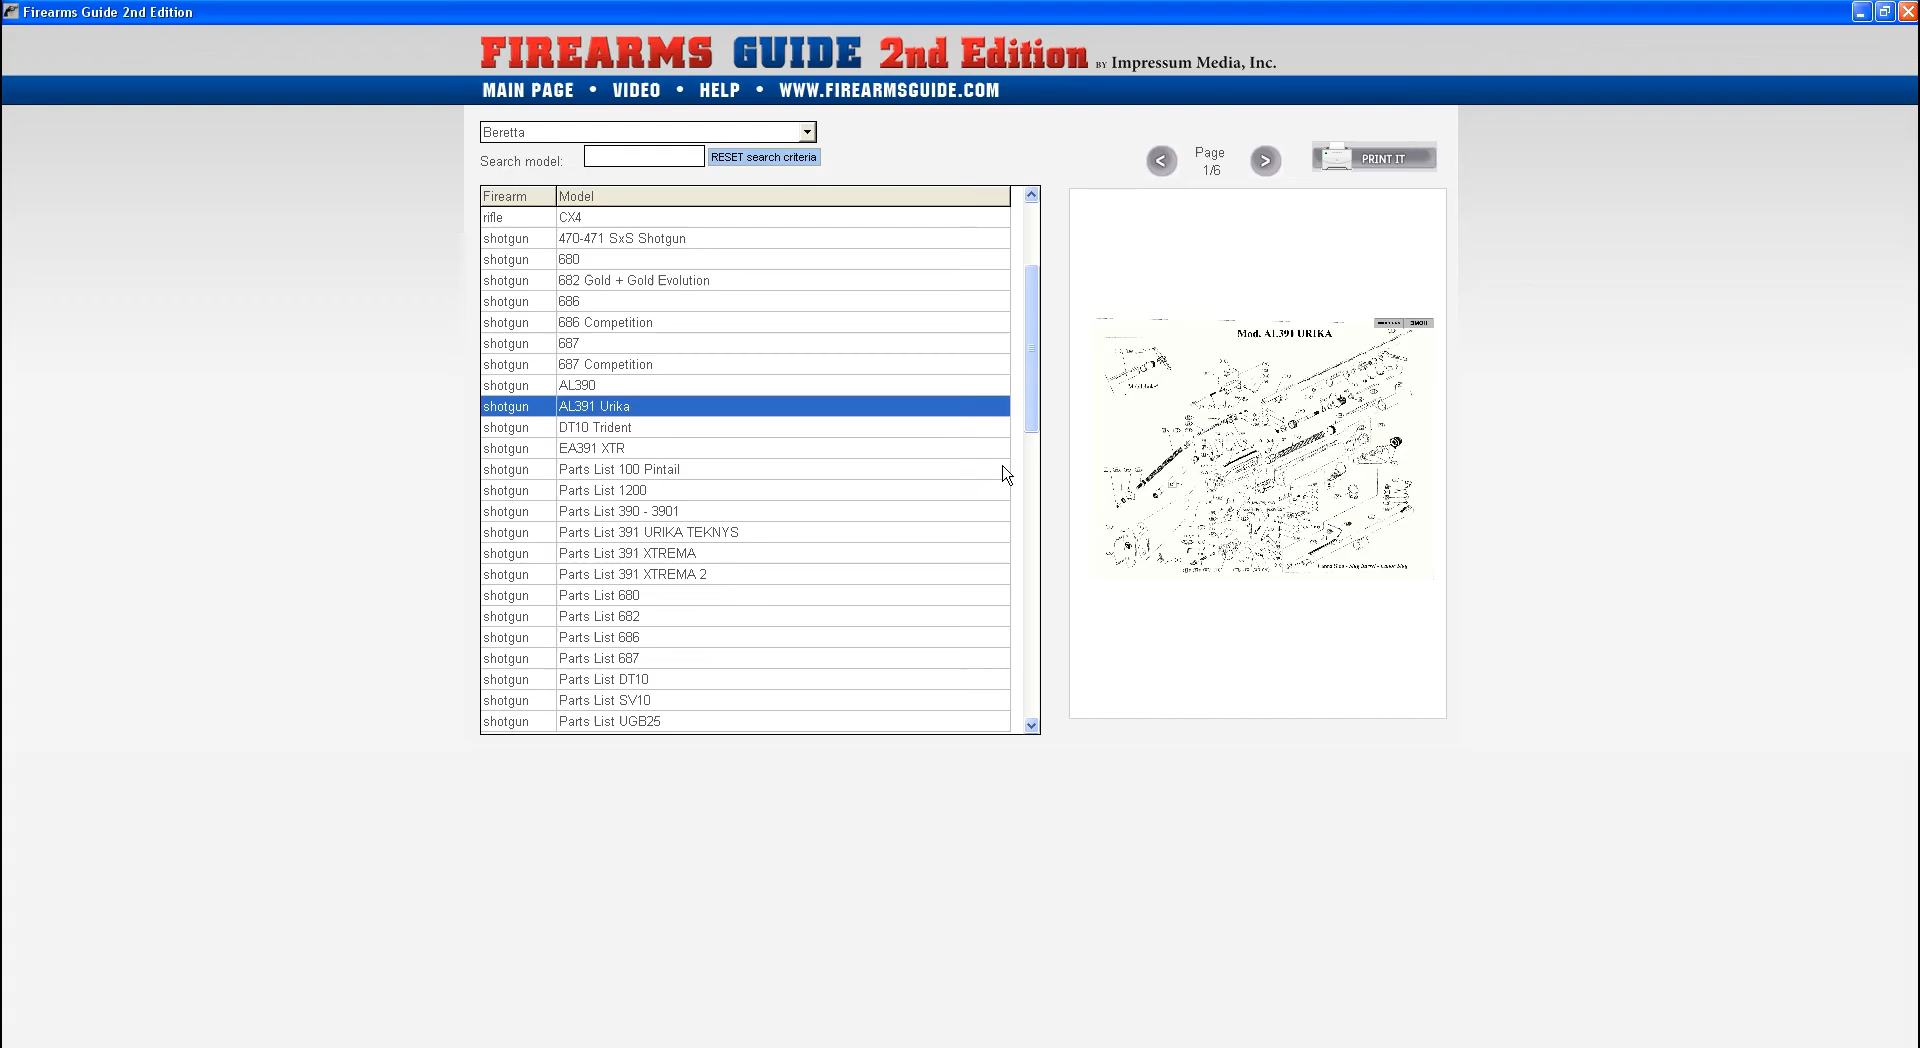 Firearms Guide 2nd Edition
FIREARMS GUIDE 2nd Edition BY Impressum Media, Inc.
MAIN PAGE • VIDEO • HELP • WWW.FIREARMSGUIDE.COM
Beretta
Search model: RESET search criteria
Page
1/6
PRINT IT
Firearm Model
rifle CX4
shotgun 470-471 SxS Shotgun
shotgun 680
shotgun 682 Gold + Gold Evolution
shotgun 686
shotgun 686 Competition
shotgun 687
shotgun 687 Competition
shotgun AL390
shotgun AL391 Urika
shotgun DT10 Trident
shotgun EA391 XTR
shotgun Parts List 100 Pintail
shotgun Parts List 1200
shotgun Parts List 390 - 3901
shotgun Parts List 391 URIKA TEKNYS
shotgun Parts List 391 XTREMA
shotgun Parts List 391 XTREMA 2
shotgun Parts List 680
shotgun Parts List 682
shotgun Parts List 686
shotgun Parts List 687
shotgun Parts List DT10
shotgun Parts List SV10
shotgun Parts List UGB25
Mod. AL391 URIKA